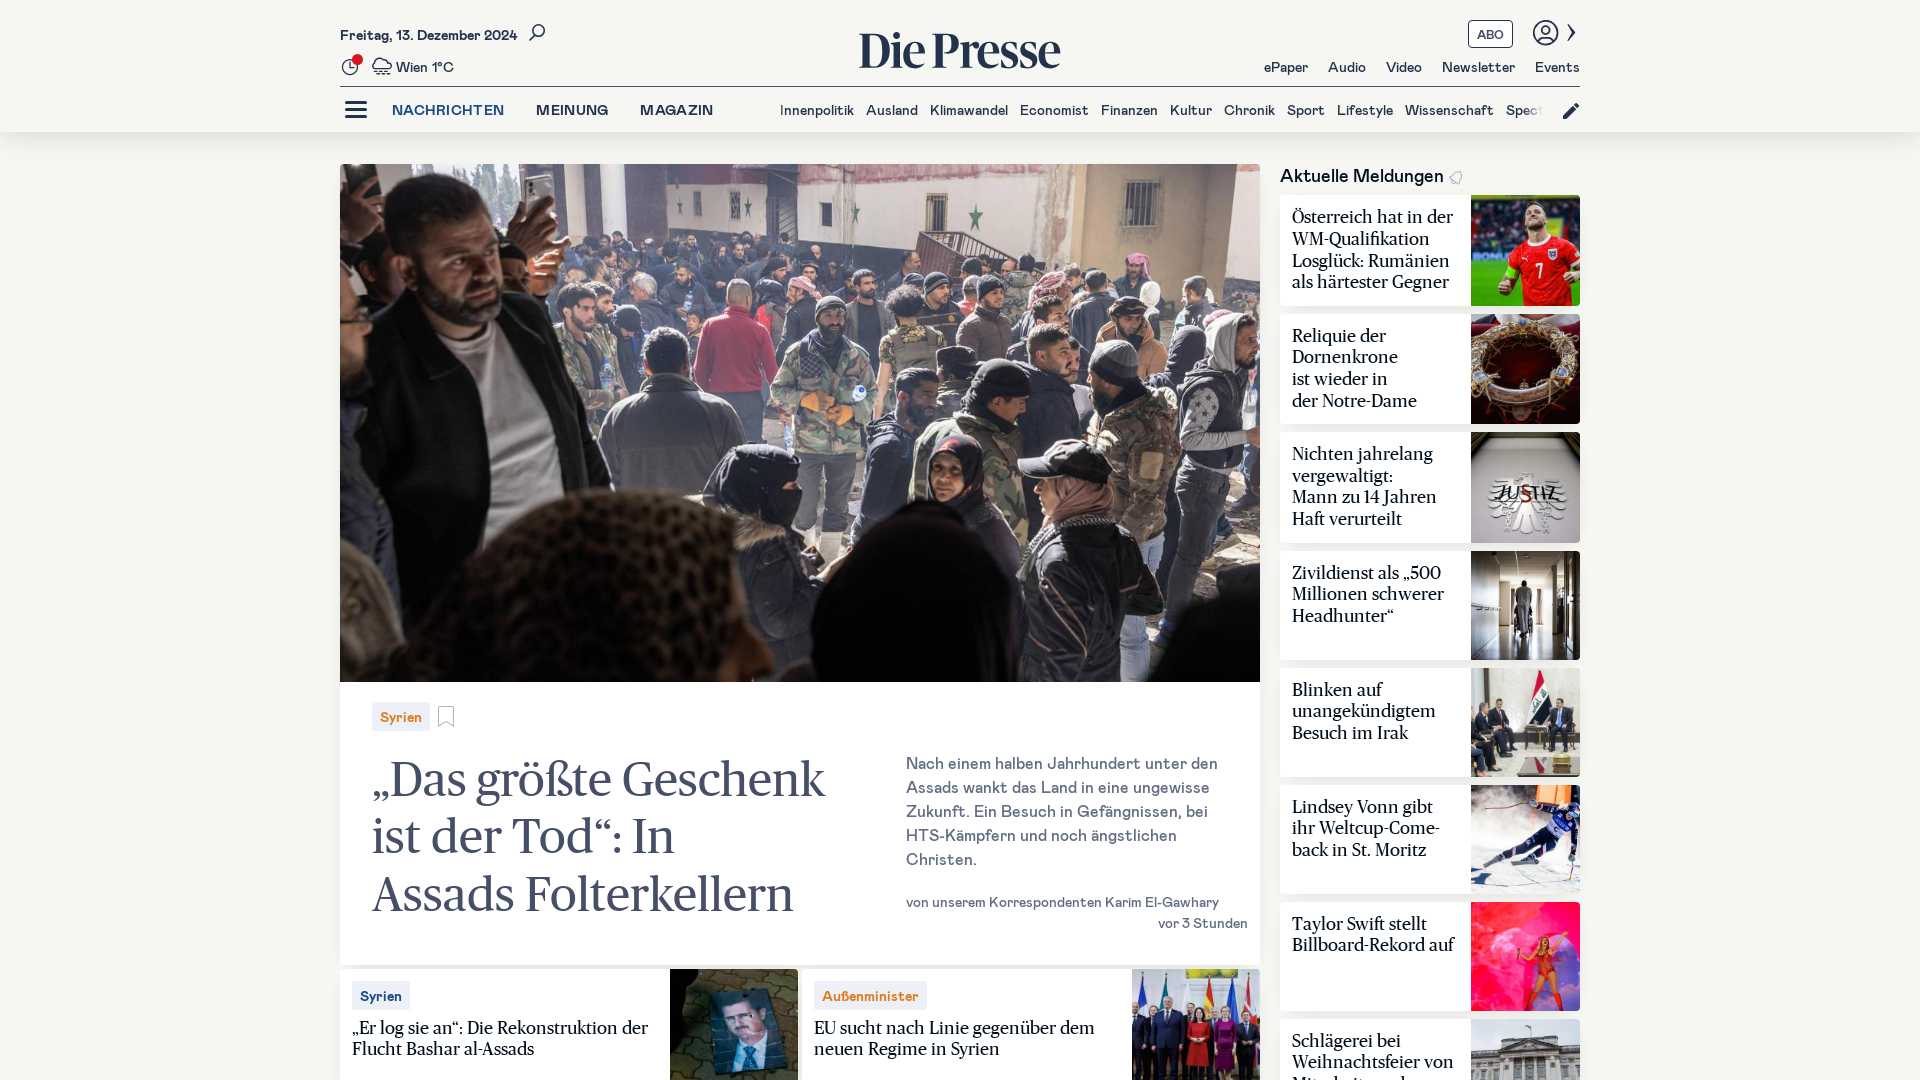 Freitag, 13. Dezember 2024
Wien 1°C
Die Presse
ABO
ePaper Audio Video Newsletter Events
NACHRICHTEN MEINUNG MAGAZIN
Innenpolitik Ausland Klimawandel Economist Finanzen Kultur Chronik Sport Lifestyle Wissenschaft Spect
Syrien
„Das größte Geschenk
ist der Tod“: In
Assads Folterkellern
Nach einem halben Jahrhundert unter den
Assads wankt das Land in eine ungewisse
Zukunft. Ein Besuch in Gefängnissen, bei
HTS-Kämpfern und noch ängstlichen
Christen.
von unserem Korrespondenten Karim El-Gawhary
vor 3 Stunden
Syrien
„Er log sie an“: Die Rekonstruktion der
Flucht Bashar al-Assads
Außenminister
EU sucht nach Linie gegenüber dem
neuen Regime in Syrien
Aktuelle Meldungen
Österreich hat in der
WM-Qualifikation
Losglück: Rumänien
als härtester Gegner
7
Reliquie der
Dornenkrone
ist wieder in
der Notre-Dame
Nichten jahrelang
vergewaltigt:
Mann zu 14 Jahren
Haft verurteilt
JUSTIZ
Zivildienst als „500
Millionen schwerer
Headhunter“
Blinken auf
unangekündigtem
Besuch im Irak
Lindsey Vonn gibt
ihr Weltcup-Come-
back in St. Moritz
Taylor Swift stellt
Billboard-Rekord auf
Schlägerei bei
Weihnachtsfeier von